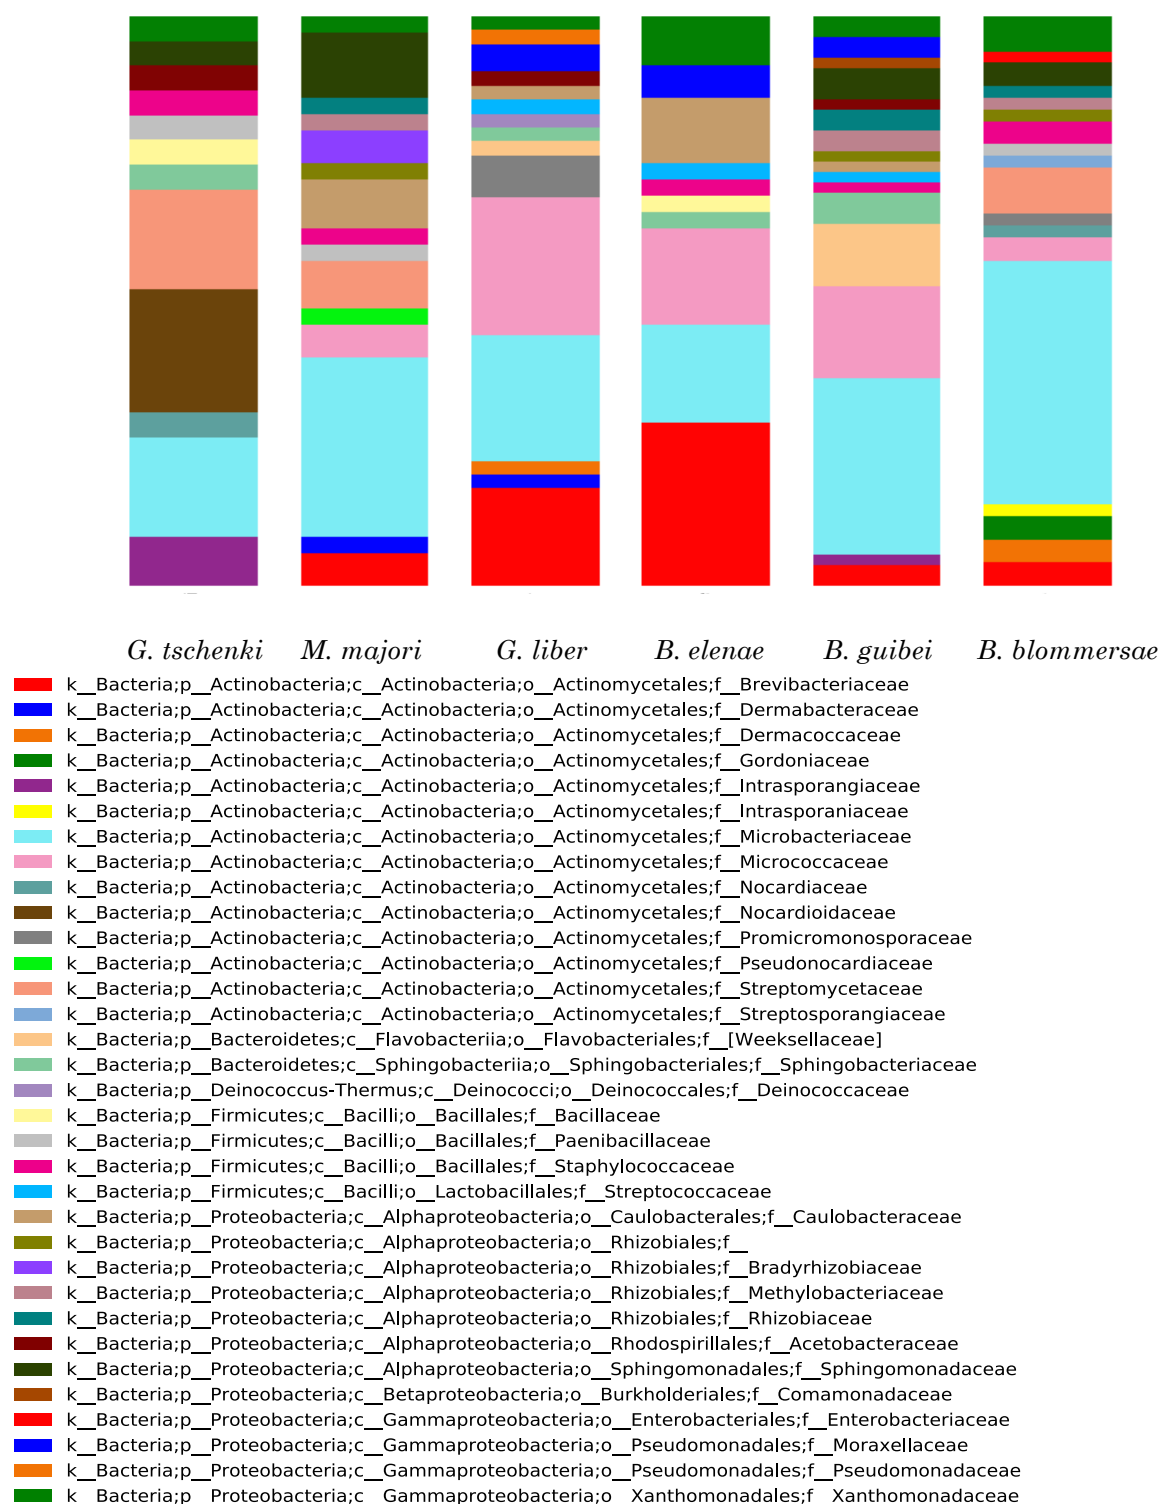 G. tschenki M. majori G. liber B. elenae B. guibei B. blommersae
k__Bacteria;p__Actinobacteria;c__Actinobacteria;o__Actinomycetales;f__Brevibacteriaceae
k__Bacteria;p__Actinobacteria;c__Actinobacteria;o__Actinomycetales;f__Dermabacteraceae
k__Bacteria;p__Actinobacteria;c__Actinobacteria;o__Actinomycetales;f__Dermacoccaceae
k__Bacteria;p__Actinobacteria;c__Actinobacteria;o__Actinomycetales;f__Gordoniaceae
k__Bacteria;p__Actinobacteria;c__Actinobacteria;o__Actinomycetales;f__Intrasporangiaceae
k__Bacteria;p__Actinobacteria;c__Actinobacteria;o__Actinomycetales;f__Intrasporaniaceae
k__Bacteria;p__Actinobacteria;c__Actinobacteria;o__Actinomycetales;f__Microbacteriaceae
k__Bacteria;p__Actinobacteria;c__Actinobacteria;o__Actinomycetales;f__Micrococcaceae
k__Bacteria;p__Actinobacteria;c__Actinobacteria;o__Actinomycetales;f__Nocardiaceae
k__Bacteria;p__Actinobacteria;c__Actinobacteria;o__Actinomycetales;f__Nocardioidaceae
k__Bacteria;p__Actinobacteria;c__Actinobacteria;o__Actinomycetales;f__Promicromonosporaceae
k__Bacteria;p__Actinobacteria;c__Actinobacteria;o__Actinomycetales;f__Pseudonocardiaceae
k__Bacteria;p__Actinobacteria;c__Actinobacteria;o__Actinomycetales;f__Streptomycetaceae
k__Bacteria;p__Actinobacteria;c__Actinobacteria;o__Actinomycetales;f__Streptosporangiaceae
k__Bacteria;p__Bacteroidetes;c__Flavobacteriia;o__Flavobacteriales;f__[Weeksellaceae]
k__Bacteria;p__Bacteroidetes;c__Sphingobacteriia;o__Sphingobacteriales;f__Sphingobacteriaceae
k__Bacteria;p__Deinococcus-Thermus;c__Deinococci;o__Deinococcales;f__Deinococcaceae
k__Bacteria;p__Firmicutes;c__Bacilli;o__Bacillales;f__Bacillaceae
k__Bacteria;p__Firmicutes;c__Bacilli;o__Bacillales;f__Paenibacillaceae
k__Bacteria;p__Firmicutes;c__Bacilli;o__Bacillales;f__Staphylococcaceae
k__Bacteria;p__Firmicutes;c__Bacilli;o__Lactobacillales;f__Streptococcaceae
k__Bacteria;p__Proteobacteria;c__Alphaproteobacteria;o__Caulobacterales;f__Caulobacteraceae
k__Bacteria;p__Proteobacteria;c__Alphaproteobacteria;o__Rhizobiales;f__
k__Bacteria;p__Proteobacteria;c__Alphaproteobacteria;o__Rhizobiales;f__Bradyrhizobiaceae
k__Bacteria;p__Proteobacteria;c__Alphaproteobacteria;o__Rhizobiales;f__Methylobacteriaceae
k__Bacteria;p__Proteobacteria;c__Alphaproteobacteria;o__Rhizobiales;f__Rhizobiaceae
k__Bacteria;p__Proteobacteria;c__Alphaproteobacteria;o__Rhodospirillales;f__Acetobacteraceae
k__Bacteria;p__Proteobacteria;c__Alphaproteobacteria;o__Sphingomonadales;f__Sphingomonadaceae
k__Bacteria;p__Proteobacteria;c__Betaproteobacteria;o__Burkholderiales;f__Comamonadaceae
k__Bacteria;p__Proteobacteria;c__Gammaproteobacteria;o__Enterobacteriales;f__Enterobacteriaceae
k__Bacteria;p__Proteobacteria;c__Gammaproteobacteria;o__Pseudomonadales;f__Moraxellaceae
k__Bacteria;p__Proteobacteria;c__Gammaproteobacteria;o__Pseudomonadales;f__Pseudomonadaceae
k__Bacteria;p__Proteobacteria;c__Gammaproteobacteria;o__Xanthomonadales;f__Xanthomonadaceae